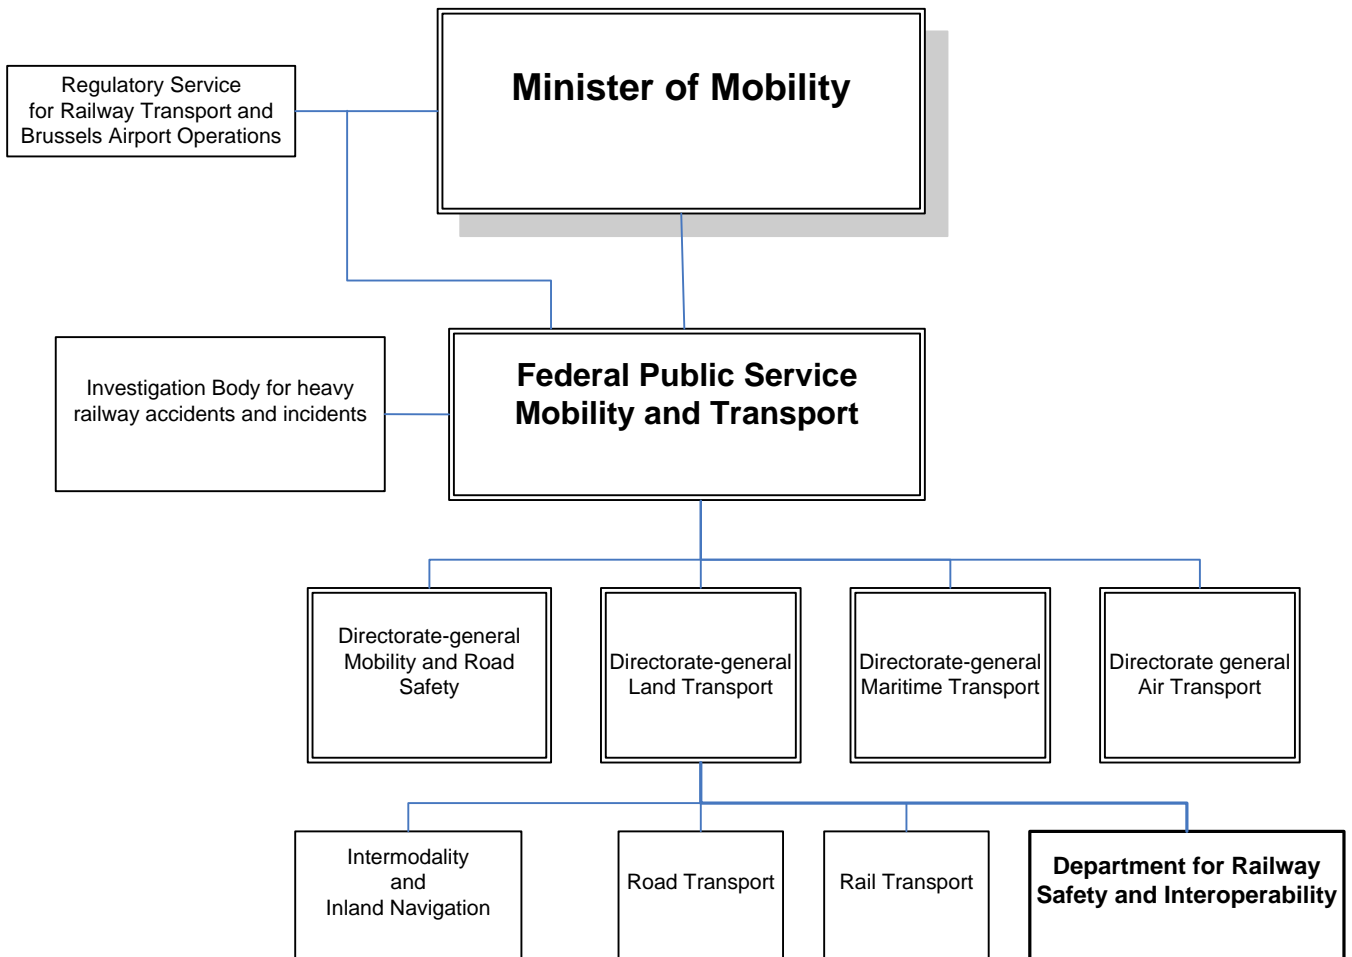 Minister of Mobility
Regulatory Service
for Railway Transport and
Brussels Airport Operations
Federal Public Service
Mobility and Transport
Investigation Body for heavy
railway accidents and incidents
Directorate-general
Mobility and Road
Safety
Directorate-general
Land Transport
Directorate-general
Maritime Transport
Directorate general
Air Transport
Intermodality
and
Inland Navigation
Road Transport
Rail Transport
Department for Railway
Safety and Interoperability